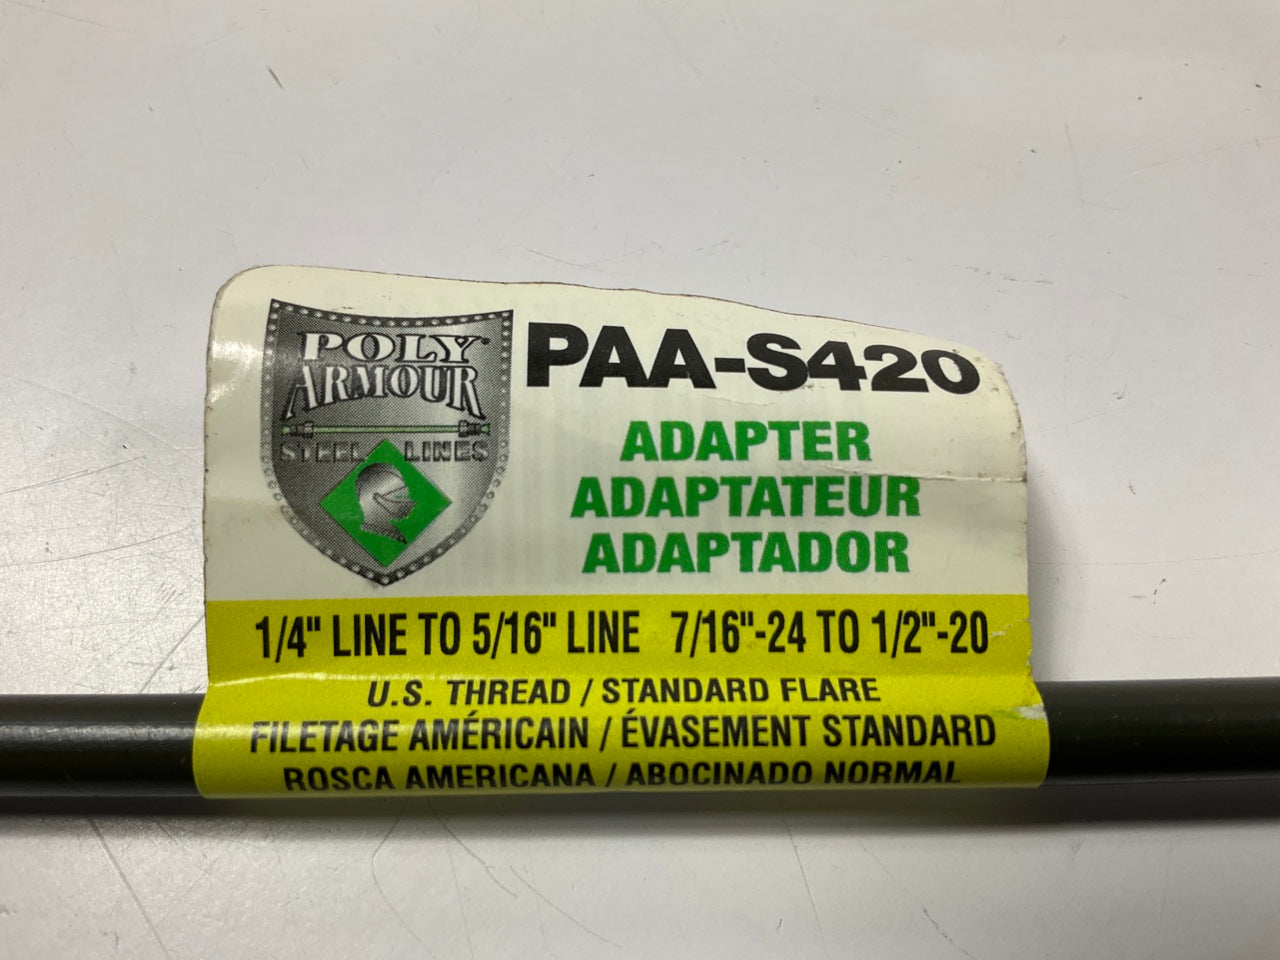 POLY
ARMOUR
STEEL LINES
PAA-S420
ADAPTER
ADAPTATEUR
ADAPTADOR
1/4" LINE TO 5/16" LINE 7/16"-24 TO 1/2"-20
U.S. THREAD / STANDARD FLARE
FILETAGE AMÉRICAIN / ÉVASEMENT STANDARD
ROSCA AMERICANA / ABOCINADO NORMAL